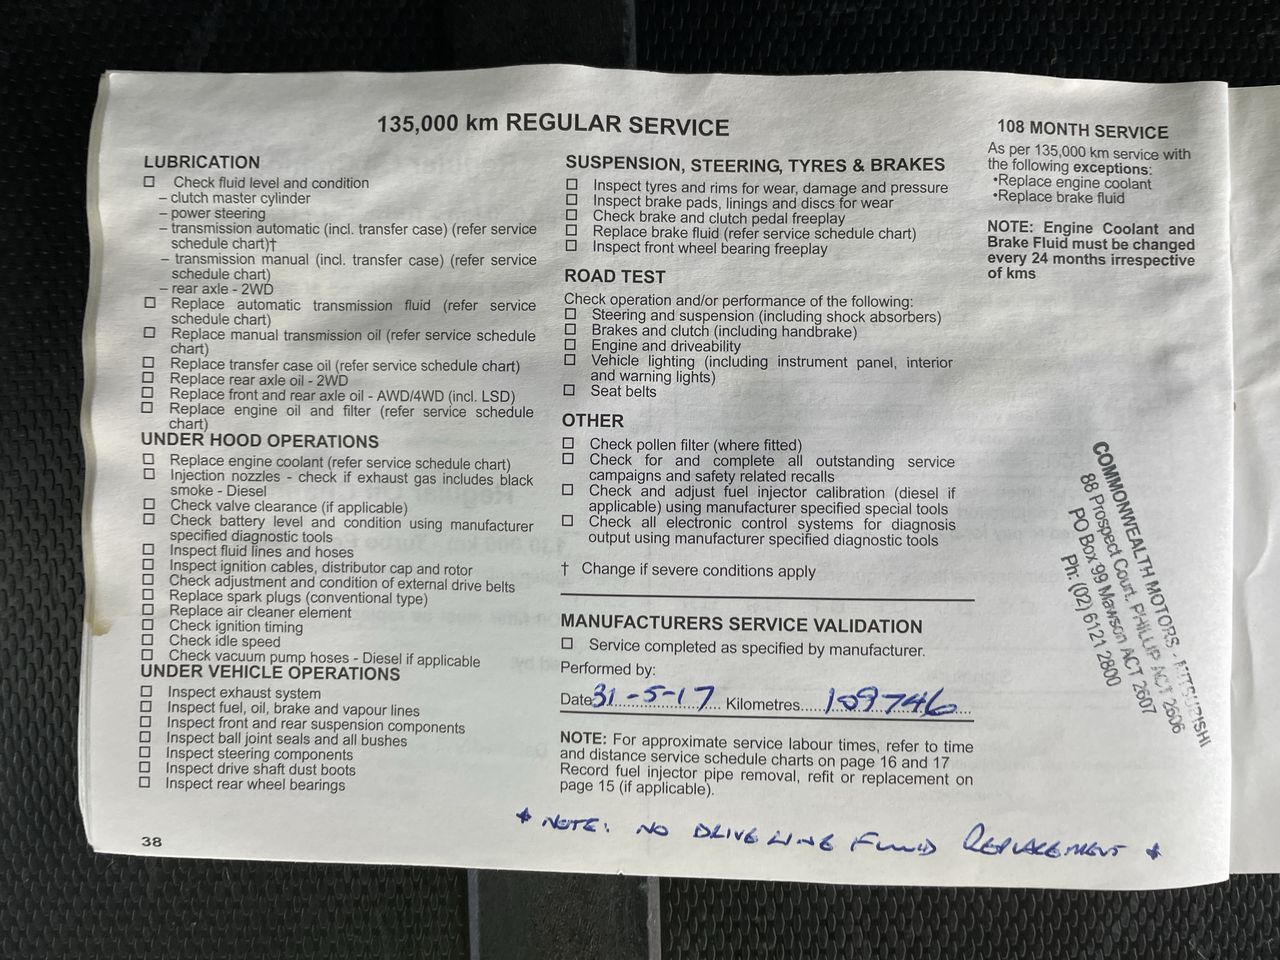 135,000 km REGULAR SERVICE
LUBRICATION
☐ Check fluid level and condition
– clutch master cylinder
– power steering
– transmission automatic (incl. transfer case) (refer service
schedule chart)†
– transmission manual (incl. transfer case) (refer service
schedule chart)
– rear axle - 2WD
☐ Replace automatic transmission fluid (refer service
schedule chart)
☐ Replace manual transmission oil (refer service schedule
chart)
☐ Replace transfer case oil (refer service schedule chart)
☐ Replace rear axle oil - 2WD
☐ Replace front and rear axle oil - AWD/4WD (incl. LSD)
☐ Replace engine oil and filter (refer service schedule
chart)
UNDER HOOD OPERATIONS
☐ Replace engine coolant (refer service schedule chart)
☐ Injection nozzles - check if exhaust gas includes black
smoke - Diesel
☐ Check valve clearance (if applicable)
☐ Check battery level and condition using manufacturer
specified diagnostic tools
☐ Inspect fluid lines and hoses
☐ Inspect ignition cables, distributor cap and rotor
☐ Check adjustment and condition of external drive belts
☐ Replace spark plugs (conventional type)
☐ Replace air cleaner element
☐ Check ignition timing
☐ Check idle speed
☐ Check vacuum pump hoses - Diesel if applicable
UNDER VEHICLE OPERATIONS
☐ Inspect exhaust system
☐ Inspect fuel, oil, brake and vapour lines
☐ Inspect front and rear suspension components
☐ Inspect ball joint seals and all bushes
☐ Inspect steering components
☐ Inspect drive shaft dust boots
☐ Inspect rear wheel bearings
38
SUSPENSION, STEERING, TYRES & BRAKES
☐ Inspect tyres and rims for wear, damage and pressure
☐ Inspect brake pads, linings and discs for wear
☐ Check brake and clutch pedal freeplay
☐ Replace brake fluid (refer service schedule chart)
☐ Inspect front wheel bearing freeplay
ROAD TEST
Check operation and/or performance of the following:
☐ Steering and suspension (including shock absorbers)
☐ Brakes and clutch (including handbrake)
☐ Engine and driveability
☐ Vehicle lighting (including instrument panel, interior
and warning lights)
☐ Seat belts
OTHER
☐ Check pollen filter (where fitted)
☐ Check for and complete all outstanding service
campaigns and safety related recalls
☐ Check and adjust fuel injector calibration (diesel if
applicable) using manufacturer specified special tools
☐ Check all electronic control systems for diagnosis
output using manufacturer specified diagnostic tools
† Change if severe conditions apply
MANUFACTURERS SERVICE VALIDATION
☐ Service completed as specified by manufacturer.
Performed by:
Date 31-5-17 Kilometres 109746
NOTE: For approximate service labour times, refer to time
and distance service schedule charts on page 16 and 17
Record fuel injector pipe removal, refit or replacement on
page 15 (if applicable).
* NOTE: NO DRIVELINE FLUID REPLACEMENT *
108 MONTH SERVICE
As per 135,000 km service with
the following exceptions:
•Replace engine coolant
•Replace brake fluid
NOTE: Engine Coolant and
Brake Fluid must be changed
every 24 months irrespective
of kms
COMMONWEALTH MOTORS - MITSUBISHI
88 Prospect Court, PHILLIP ACT 2606
PO Box 99 Mawson ACT 2607
Ph: (02) 6121 2800